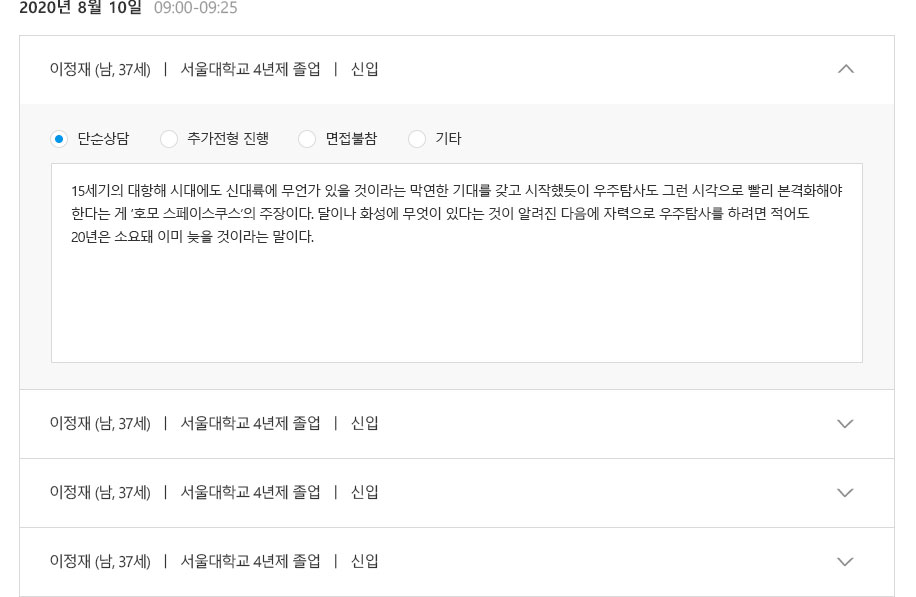 2020년 8월 10일 09:00-09:25
이정재 (남, 37세) | 서울대학교 4년제 졸업 | 신입
단순상담 추가전형 진행 면접불참 기타
15세기의 대항해 시대에도 신대륙에 무언가 있을 것이라는 막연한 기대를 갖고 시작했듯이 우주탐사도 그런 시각으로 빨리 본격화해야
한다는 게 ‘호모 스페이스쿠스’의 주장이다. 달이나 화성에 무엇이 있다는 것이 알려진 다음에 자력으로 우주탐사를 하려면 적어도
20년은 소요돼 이미 늦을 것이라는 말이다.
이정재 (남, 37세) | 서울대학교 4년제 졸업 | 신입
이정재 (남, 37세) | 서울대학교 4년제 졸업 | 신입
이정재 (남, 37세) | 서울대학교 4년제 졸업 | 신입